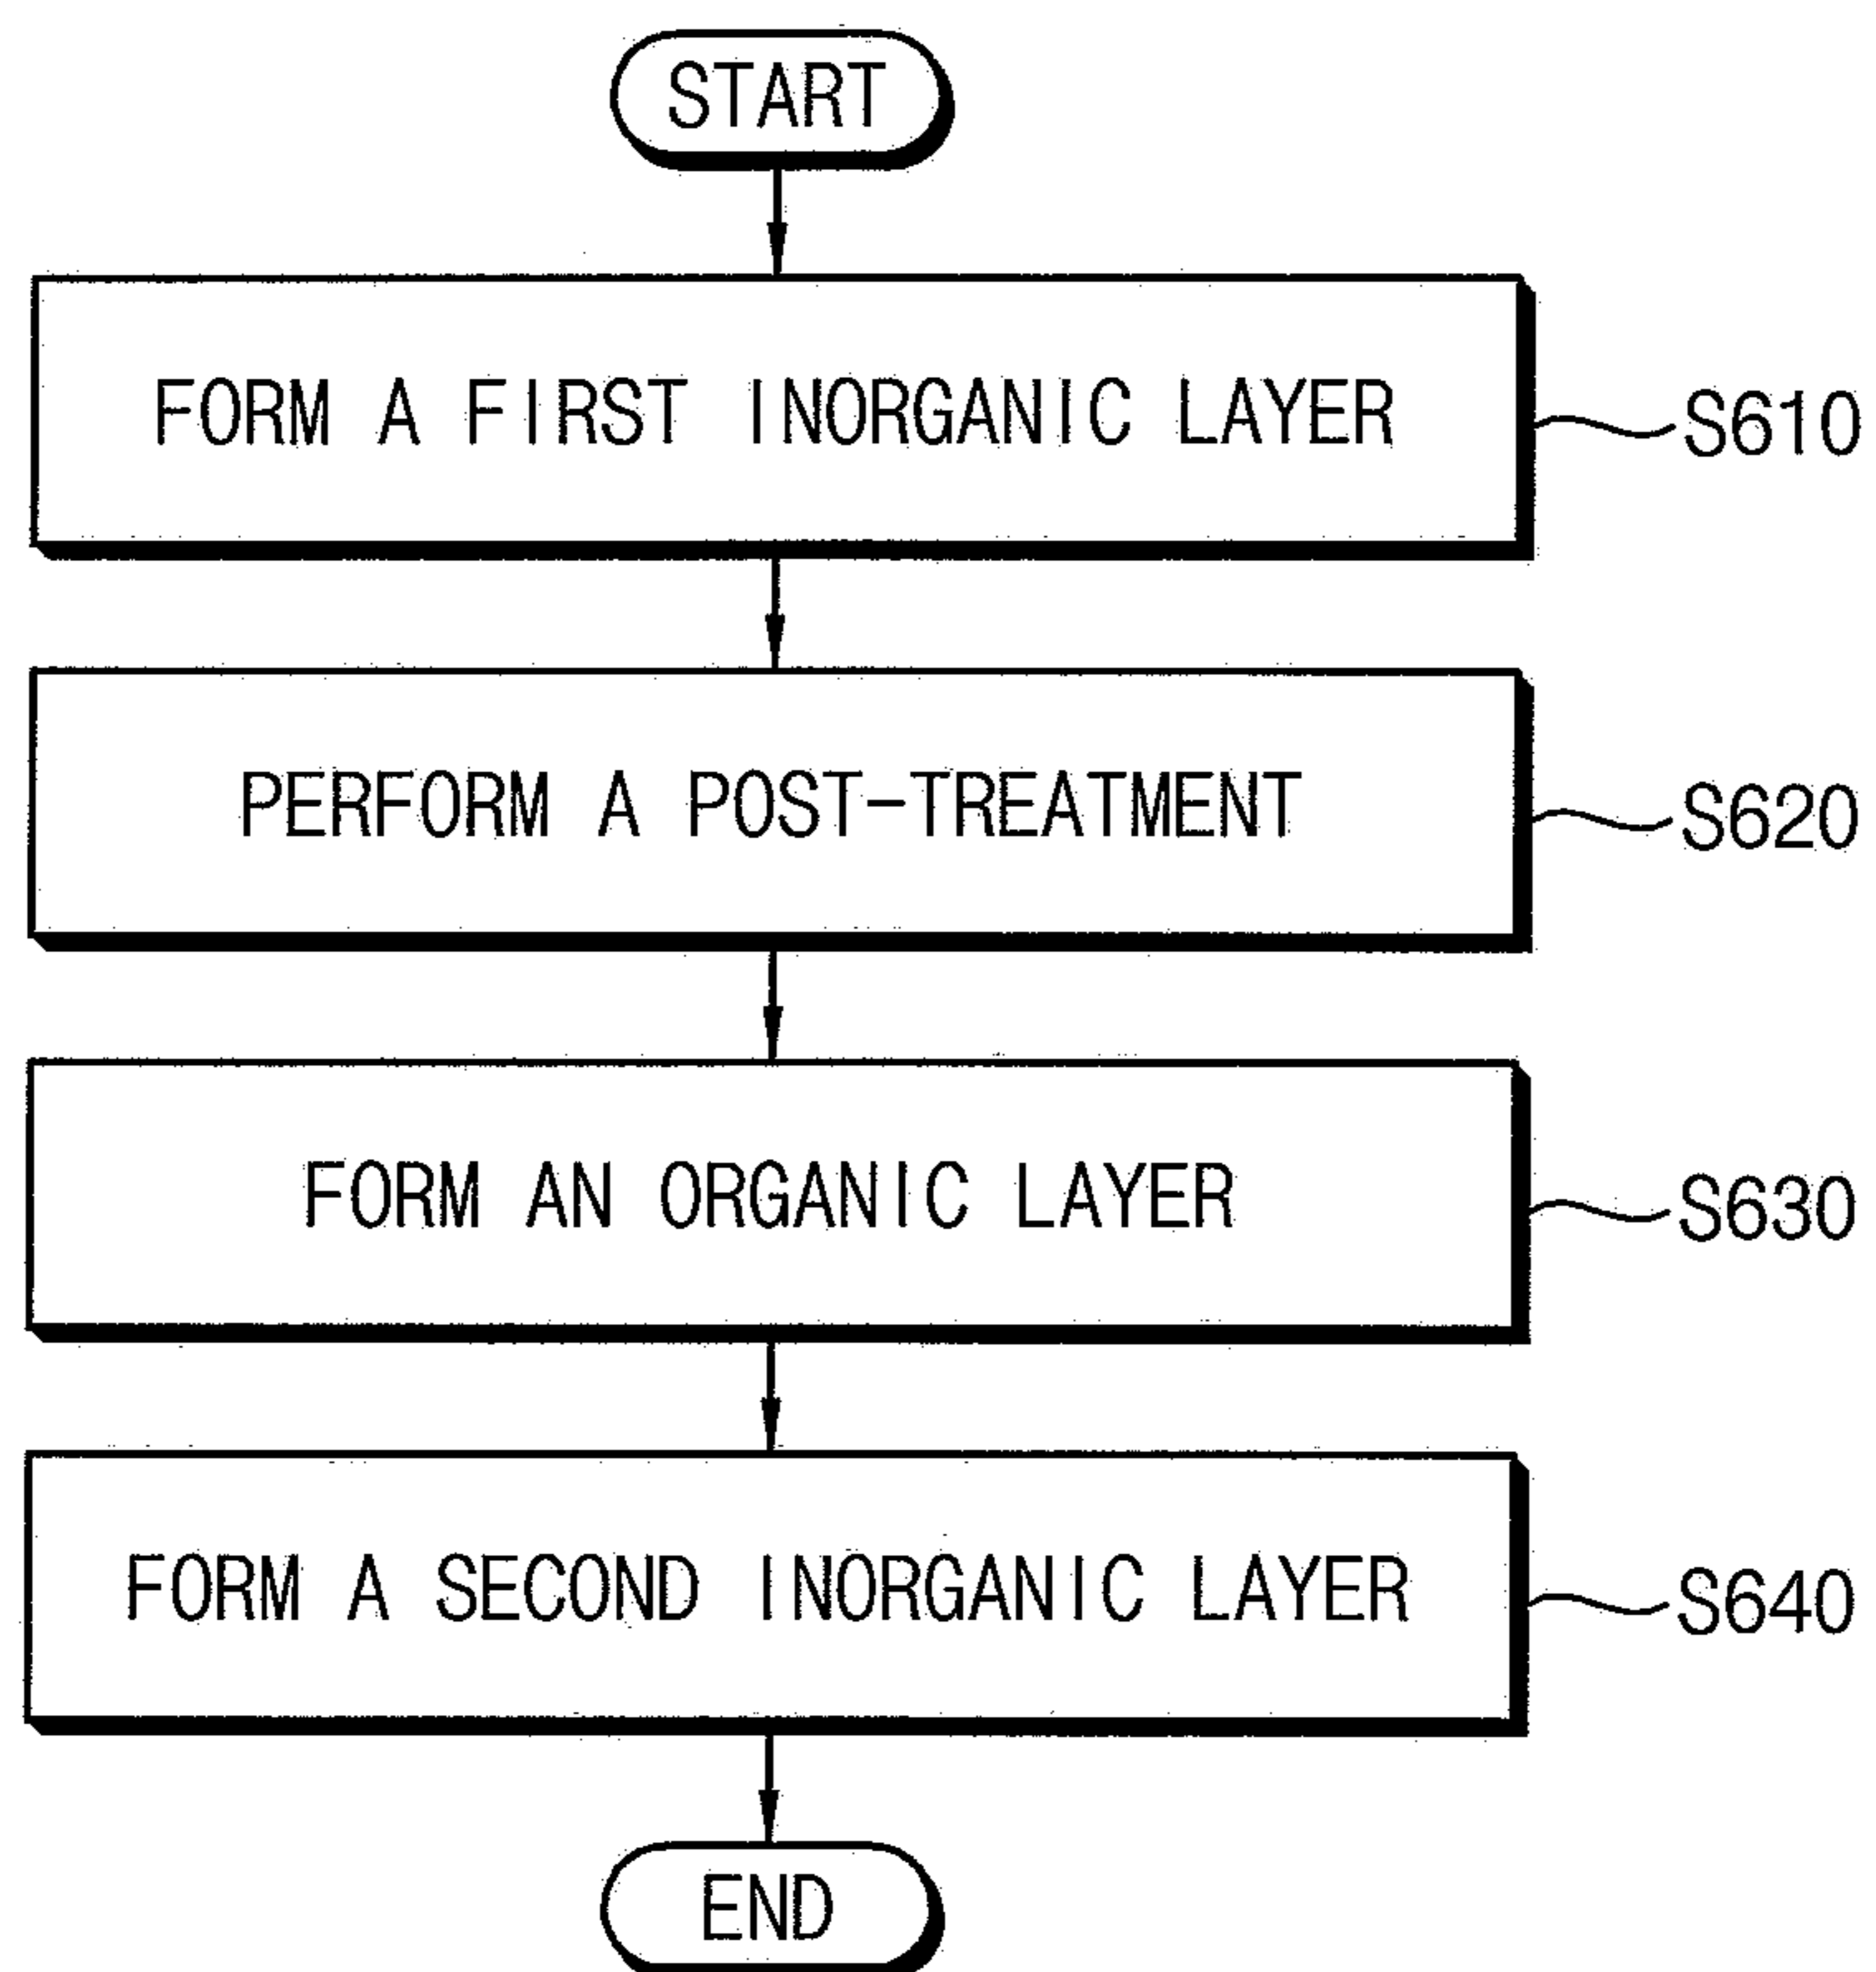 START
FORM A FIRST INORGANIC LAYER
S610
PERFORM A POST-TREATMENT
S620
FORM AN ORGANIC LAYER
S630
FORM A SECOND INORGANIC LAYER
S640
END